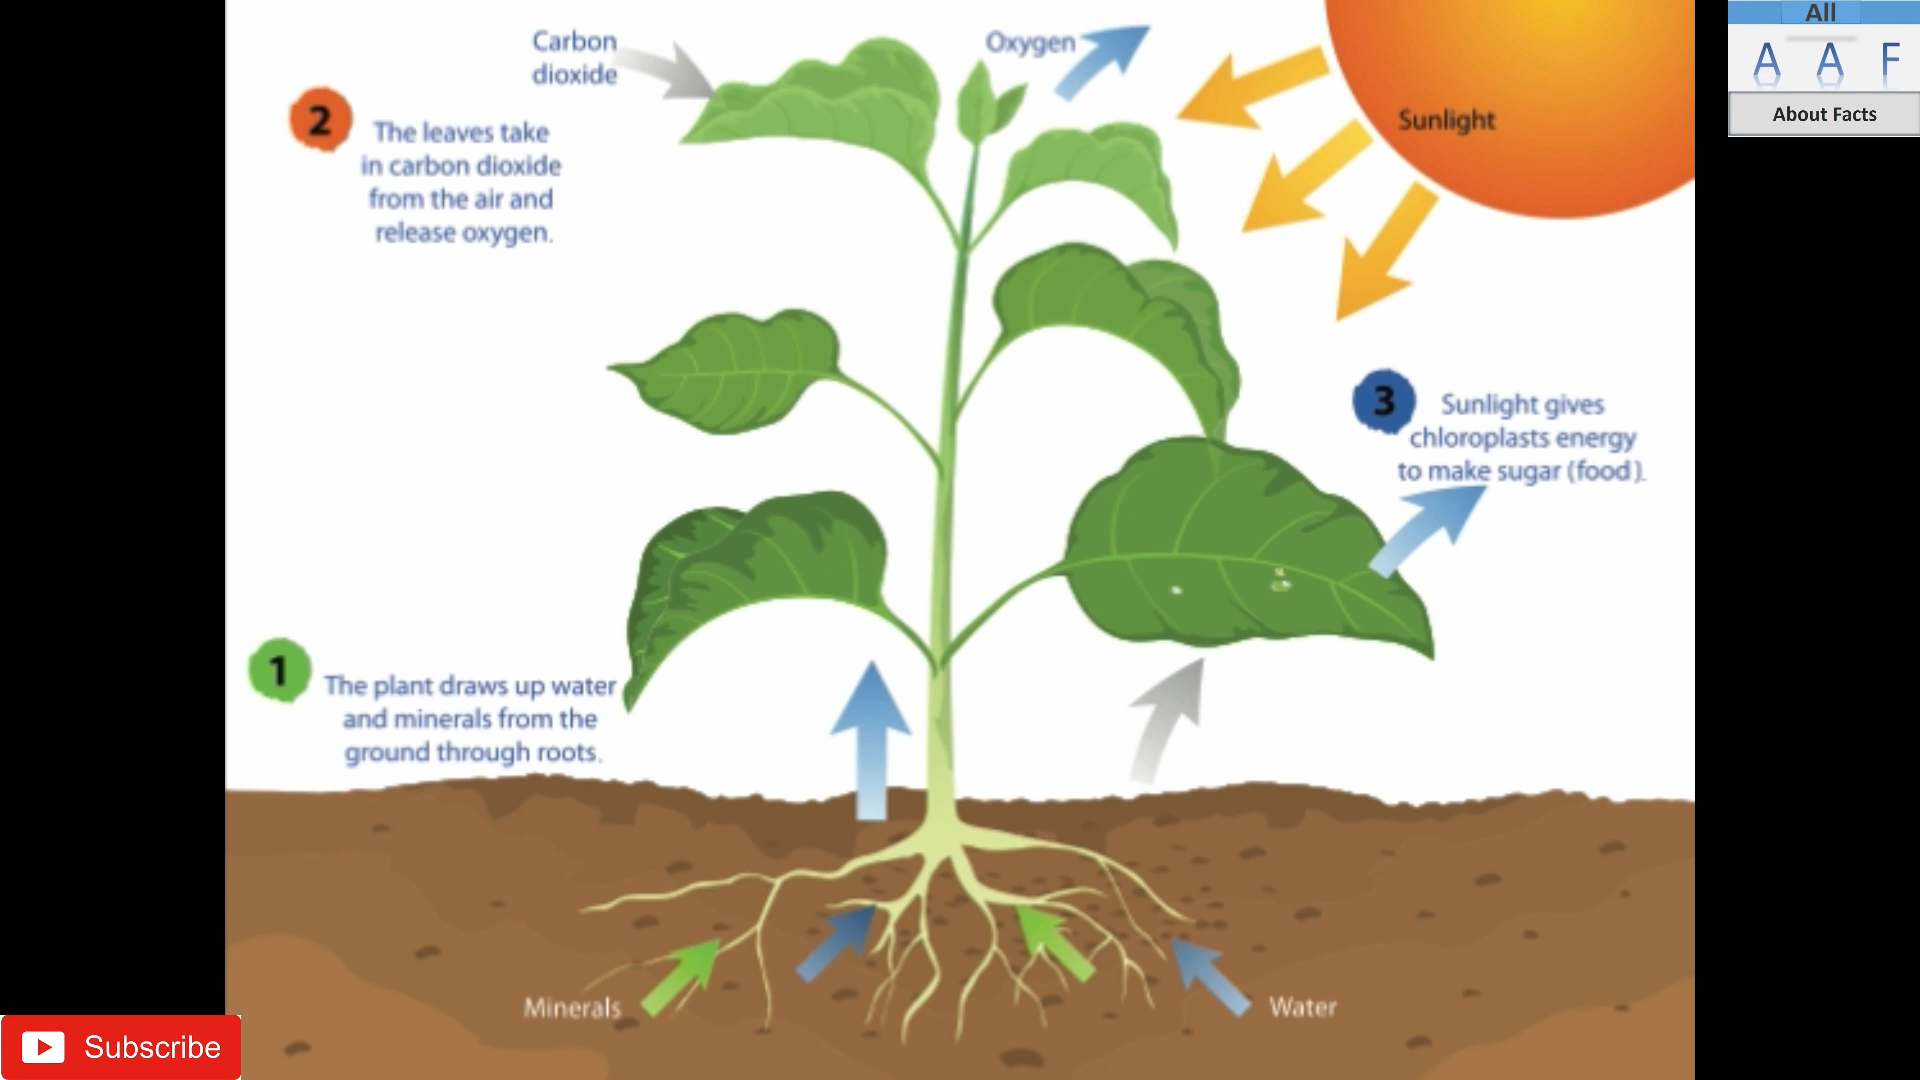 Carbon
dioxide
Oxygen
Sunlight
2
The leaves take
in carbon dioxide
from the air and
release oxygen.
3
Sunlight gives
chloroplasts energy
to make sugar (food).
1
The plant draws up water
and minerals from the
ground through roots.
Minerals
Water
All
A A F
About Facts
Subscribe